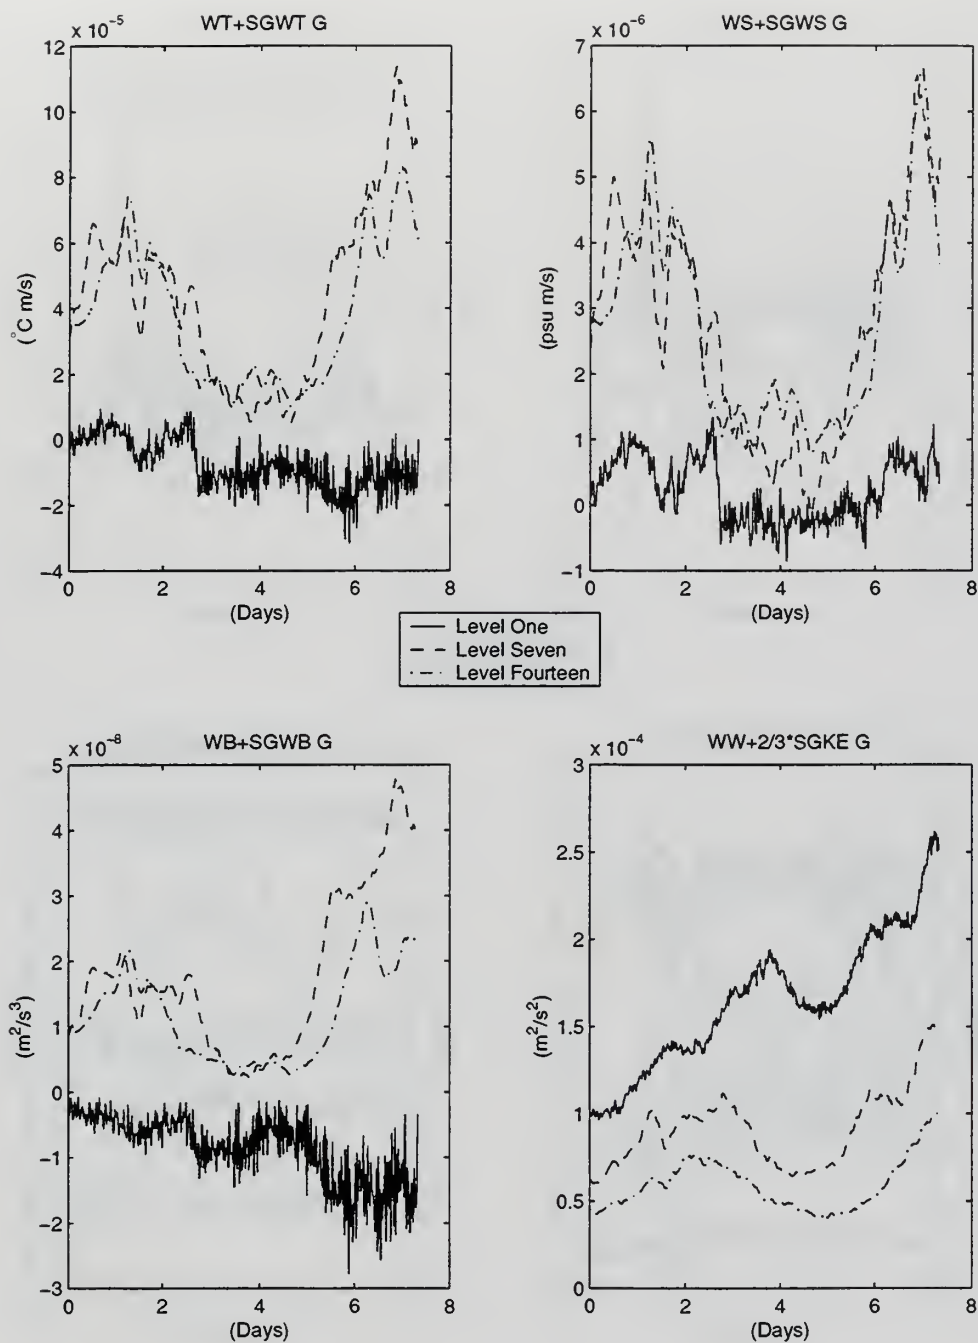 x 10⁻⁵ WT+SGWT G
12
10
8
6
4
2
0
−2
−4
(°C m/s)
0 2 4 6 8
(Days)
x 10⁻⁶ WS+SGWS G
7
6
5
4
3
2
1
0
−1
(psu m/s)
0 2 4 6 8
(Days)
Level One
Level Seven
Level Fourteen
x 10⁻⁸ WB+SGWB G
5
4
3
2
1
0
−1
−2
−3
(m²/s³)
0 2 4 6 8
(Days)
x 10⁻⁴ WW+2/3*SGKE G
3
2.5
2
1.5
1
0.5
0
(m²/s²)
0 2 4 6 8
(Days)